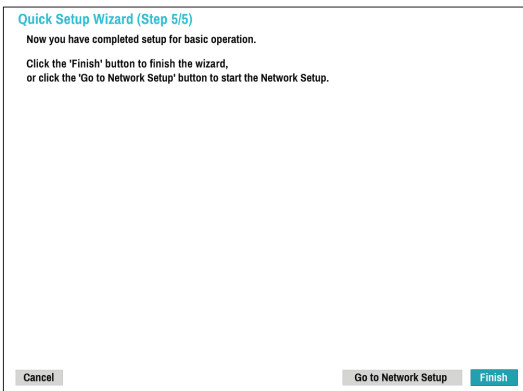 Quick Setup Wizard (Step 5/5)
Now you have completed setup for basic operation.
Click the 'Finish' button to finish the wizard,
or click the 'Go to Network Setup' button to start the Network Setup.
Cancel
Go to Network Setup
Finish